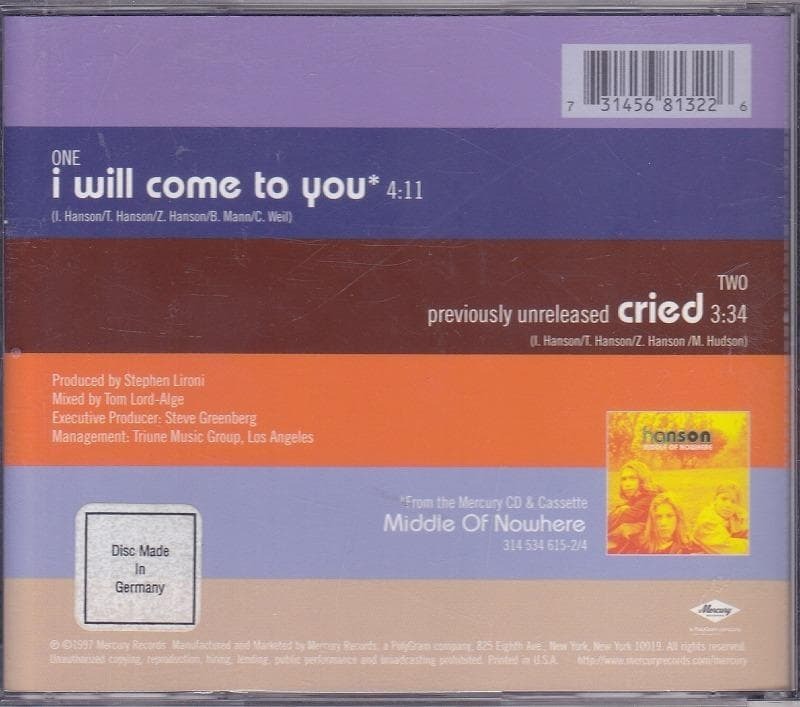 7 31456 81322 6
ONE
i will come to you* 4:11
(I. Hanson/T. Hanson/Z. Hanson/B. Mann/C. Weil)
TWO
previously unreleased cried 3:34
(I. Hanson/T. Hanson/Z. Hanson /M. Hudson)
Produced by Stephen Lironi
Mixed by Tom Lord-Alge
Executive Producer: Steve Greenberg
Management: Triune Music Group, Los Angeles
hanson
MIDDLE OF NOWHERE
*From the Mercury CD & Cassette
Middle Of Nowhere
314 534 615-2/4
Disc Made
In
Germany
Mercury
RECORDS
a PolyGram company
℗ ©1997 Mercury Records Manufactured and Marketed by Mercury Records, a PolyGram company, 825 Eighth Ave., New York, New York 10019. All rights reserved.
Unauthorized copying, reproduction, hiring, lending, public performance and broadcasting prohibited. Printed in U.S.A. http://www.mercuryrecords.com/mercury